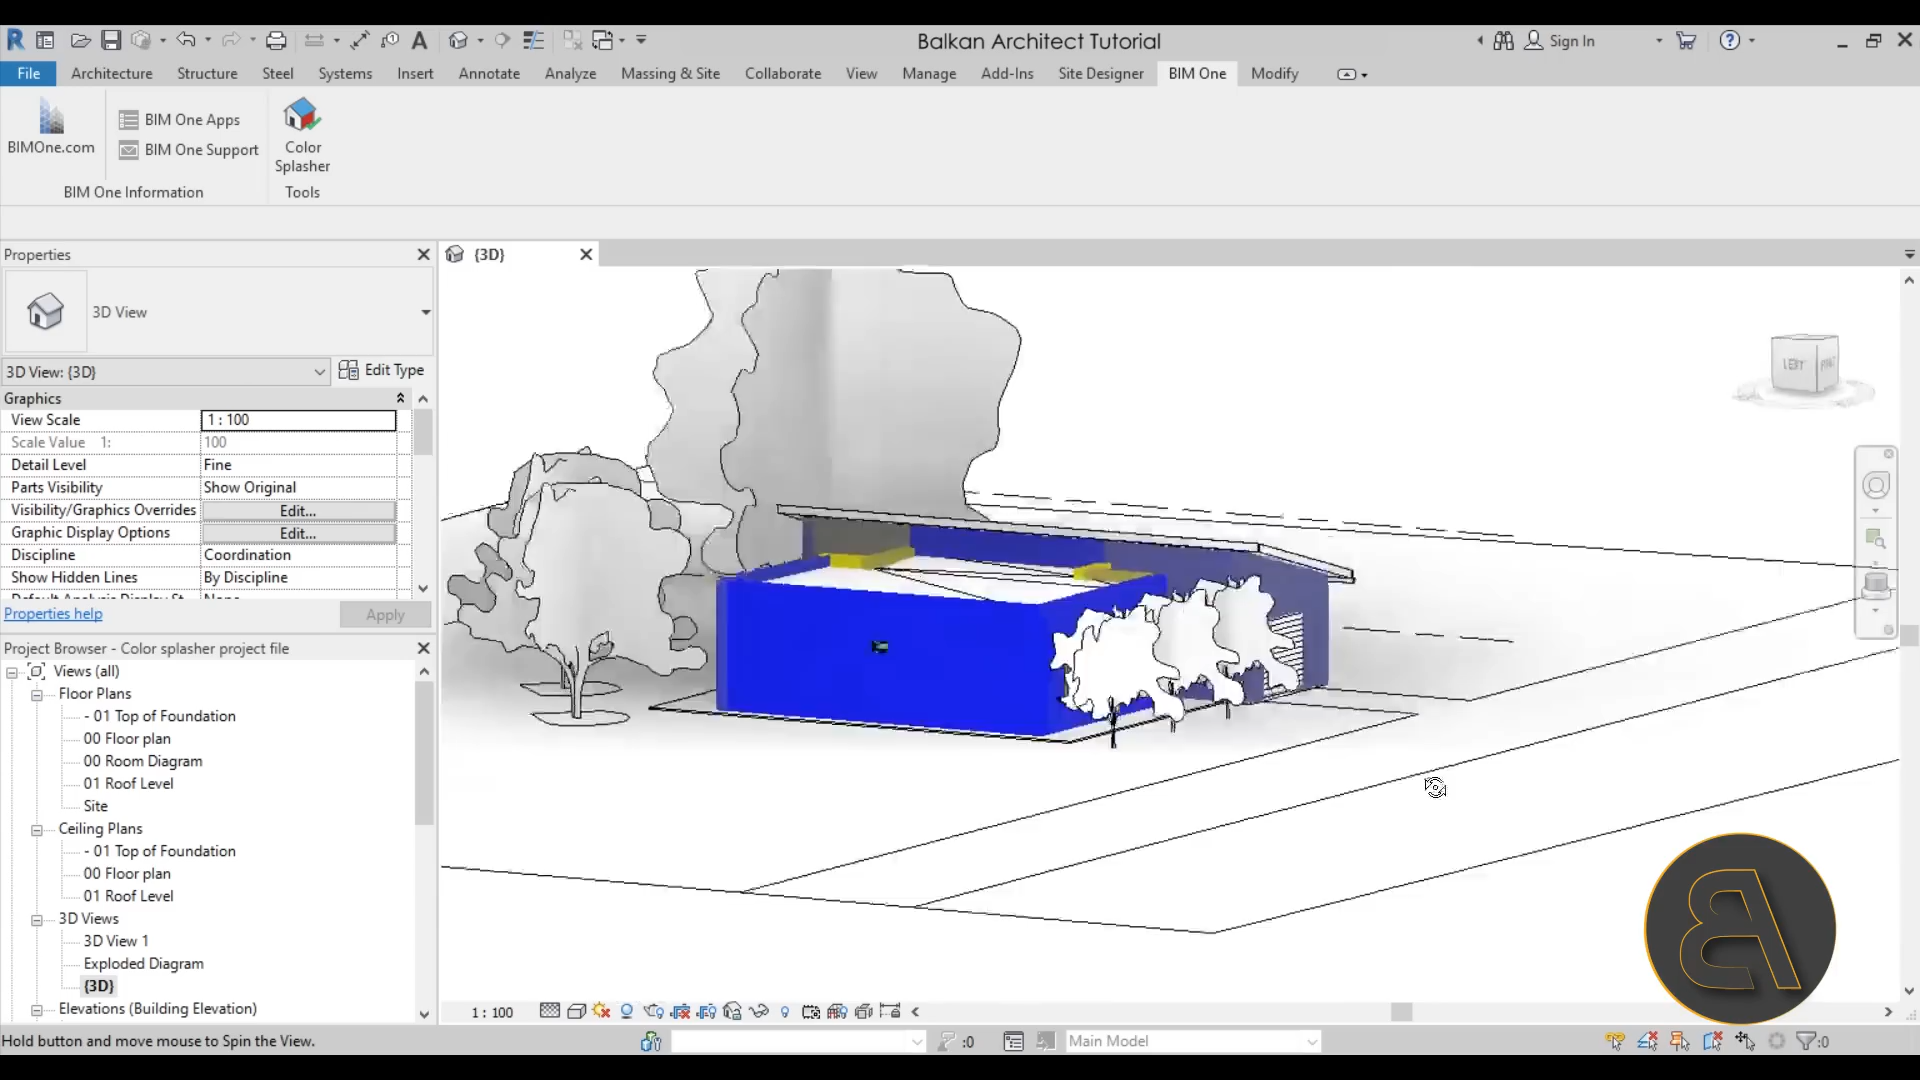 Balkan Architect Tutorial
Sign In
File Architecture Structure Steel Systems Insert Annotate Analyze Massing & Site Collaborate View Manage Add-Ins Site Designer BIM One Modify
BIMOne.com
BIM One Apps
BIM One Support
Color
Splasher
BIM One Information
Tools
Properties
{3D}
3D View
3D View: {3D}
Edit Type
Graphics
View Scale 1 : 100
Scale Value 1: 100
Detail Level Fine
Parts Visibility Show Original
Visibility/Graphics Overrides Edit...
Graphic Display Options Edit...
Discipline Coordination
Show Hidden Lines By Discipline
Properties help
Apply
Project Browser - Color splasher project file
Views (all)
Floor Plans
- 01 Top of Foundation
00 Floor plan
00 Room Diagram
01 Roof Level
Site
Ceiling Plans
- 01 Top of Foundation
00 Floor plan
01 Roof Level
3D Views
3D View 1
Exploded Diagram
{3D}
Elevations (Building Elevation)
LEFT
1 : 100
Hold button and move mouse to Spin the View.
:0
Main Model
:0